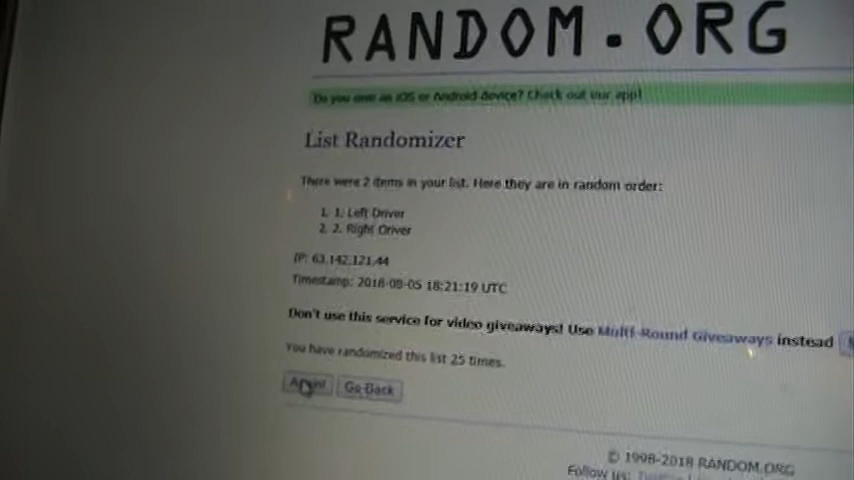 RANDOM.ORG
Do you own an iOS or Android device? Check out our app!
List Randomizer
There were 2 items in your list. Here they are in random order:
1. 1. Left Driver
2. 2. Right Driver
IP: 63.142.121.44
Timestamp: 2018-08-05 18:21:19 UTC
Don't use this service for video giveaways! Use Multi-Round Giveaways instead
You have randomized this list 25 times.
Again! Go Back
© 1998-2018 RANDOM.ORG
Follow us: